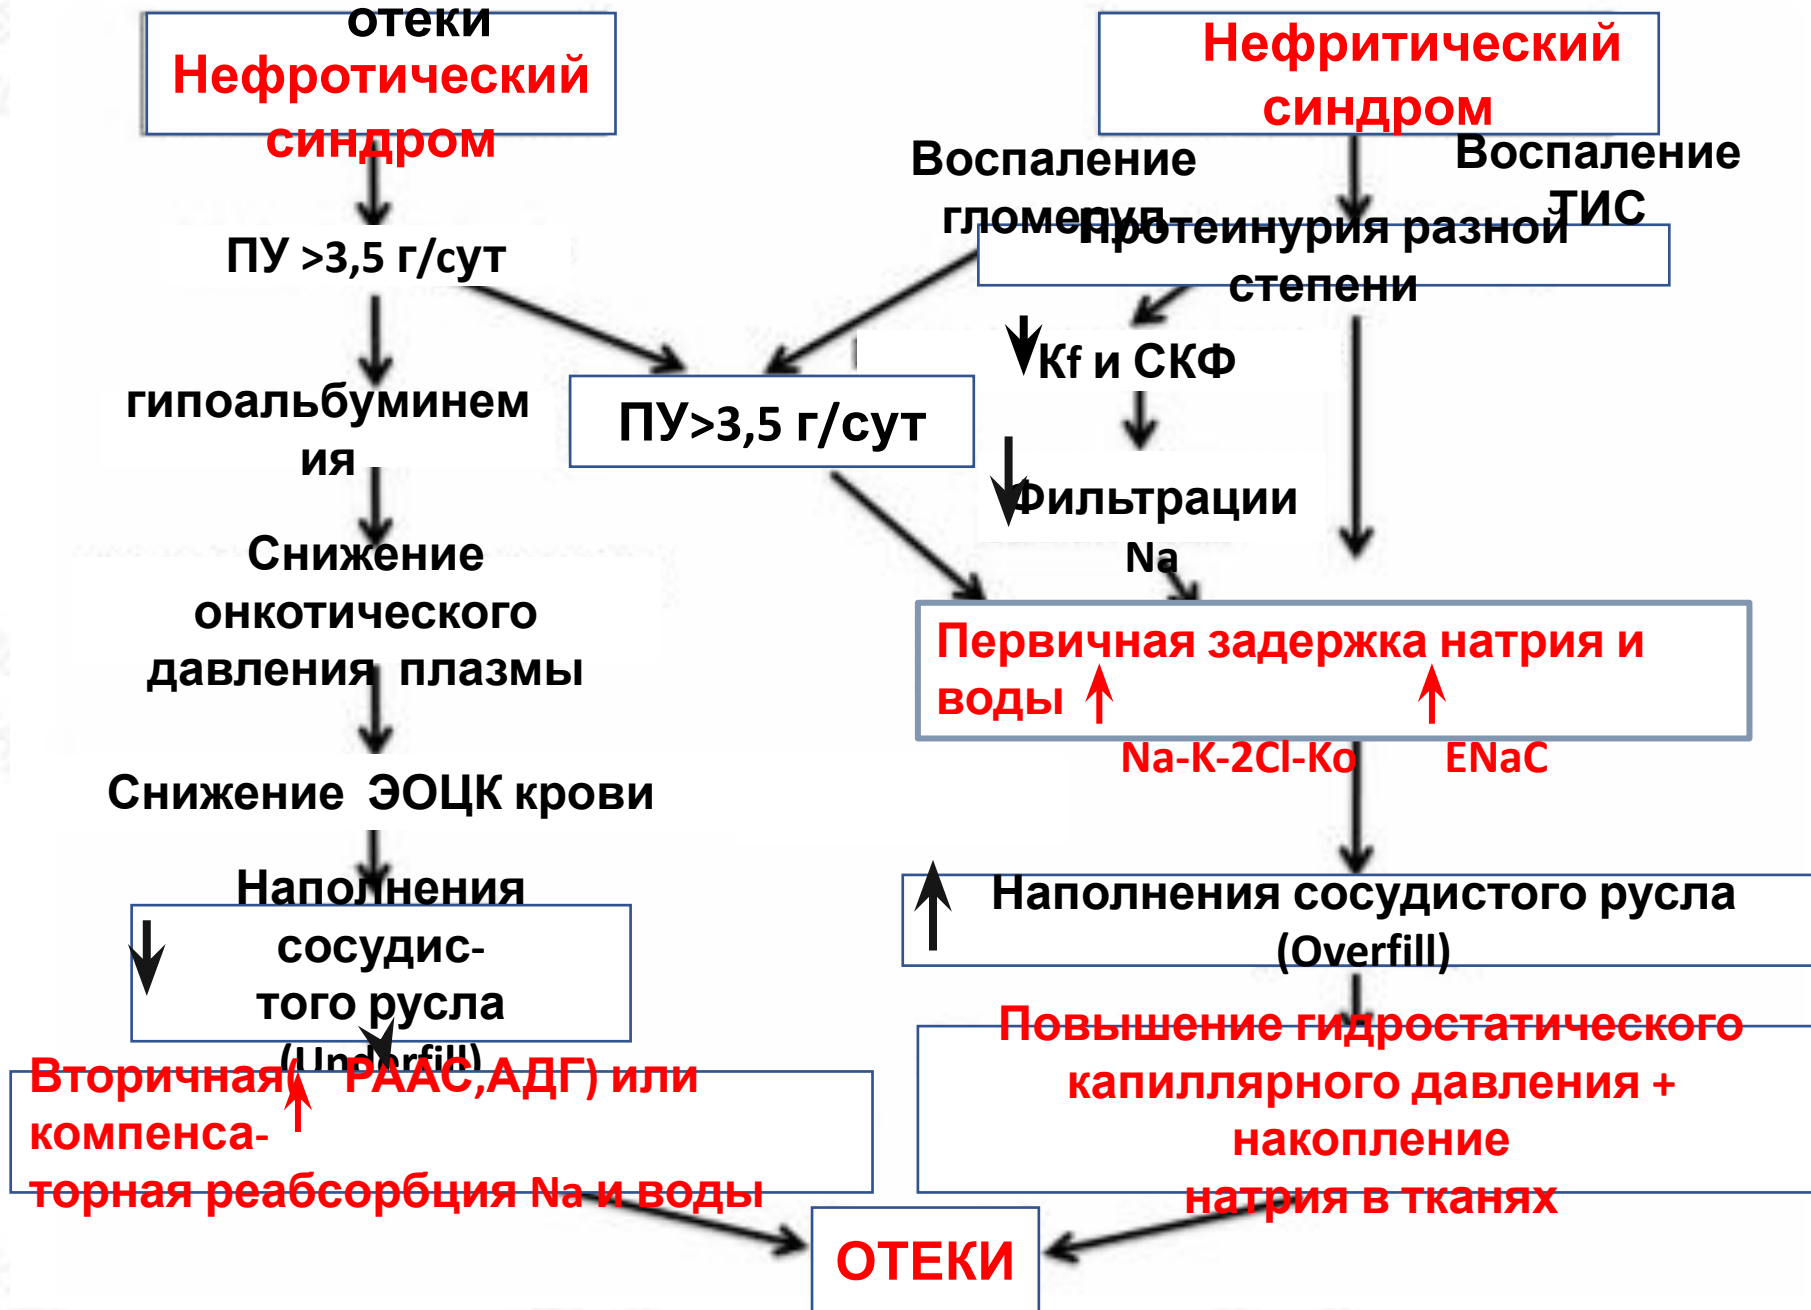 отеки
Нефротический
синдром
ПУ >3,5 г/сут
гипоальбуминем
ия
Снижение
онкотического
давления плазмы
Снижение ЭОЦК крови
Наполнения
сосудис-
того русла
(Underfill)
Вторичная( РААС,АДГ) или
компенса-
торная реабсорбция Na и воды
Нефритический
синдром
Воспаление
гломерул
Воспаление
ТИС
Протеинурия разной
степени
ПУ>3,5 г/сут
Kf и СКФ
Фильтрации
Na
Первичная задержка натрия и
воды
Na-K-2Cl-Ko ENaC
Наполнения сосудистого русла
(Overfill)
Повышение гидростатического
капиллярного давления +
накопление
натрия в тканях
ОТЕКИ